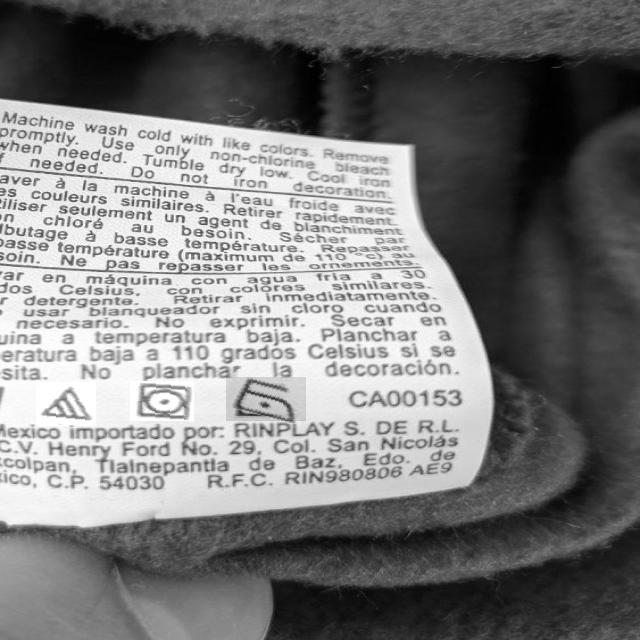 Machine wash cold with like colors. Remove
promptly. Use only non-chlorine bleach
when needed. Tumble dry low. Cool iron
needed. Do not iron decoration.
aver à la machine à l'eau froide avec
es couleurs similaires. Retirer rapidement
tiliser seulement un agent de blanchiment
on chloré au besoin. Sécher par
lbutage à basse température. Repasser
basse température (maximum de 110 °C) au
soin. Ne pas repasser les
var en máquina con agua fría a 30
dos Celsius con colores similares.
r detergente. Retirar inmediatamente.
usar blanqueador sin cloro cuando
necesario. No exprimir. Secar en
uina a temperatura baja. Planchar a
eratura baja a 110 grados Celsius si se
sita. No planchar la decoración.
CA00153
Mexico importado por: RINPLAY S. DE R.L.
C.V. Henry Ford No. 29, Col. San Nicolás
xcolpan, Tlalnepantla de Baz, Edo. de
ico, C.P. 54030 R.F.C. RIN980806 AE9